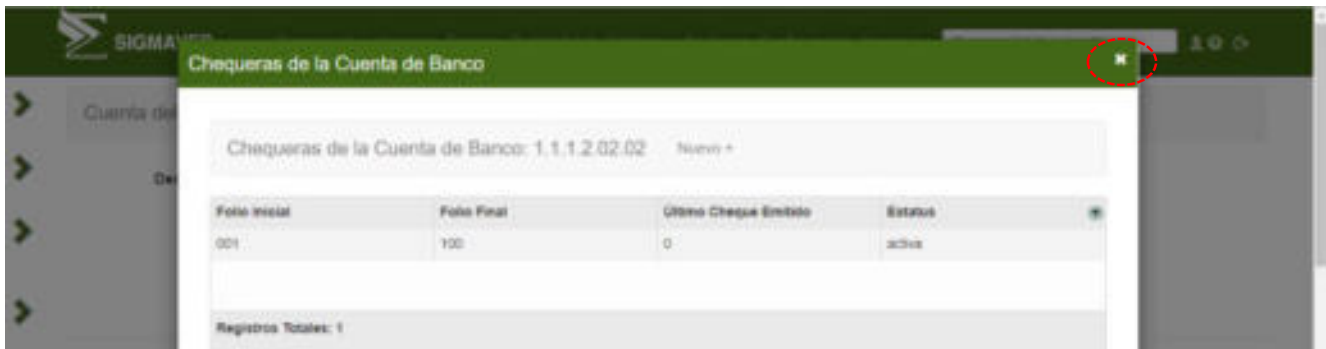 SIGMAVER
Chequeras de la Cuenta de Banco
Cuenta del
Chequeras de la Cuenta de Banco: 1.1.1.2.02.02 Nuevo +
Folio Inicial Folio Final Último Cheque Emitido Estatus
001 100 0 activa
Registros Totales: 1